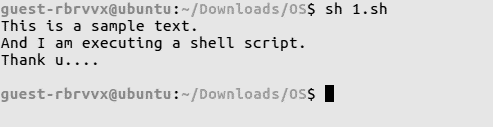 guest-rbrvvx@ubuntu:~/Downloads/OS$ sh 1.sh
This is a sample text.
And I am executing a shell script.
Thank u....
guest-rbrvvx@ubuntu:~/Downloads/OS$